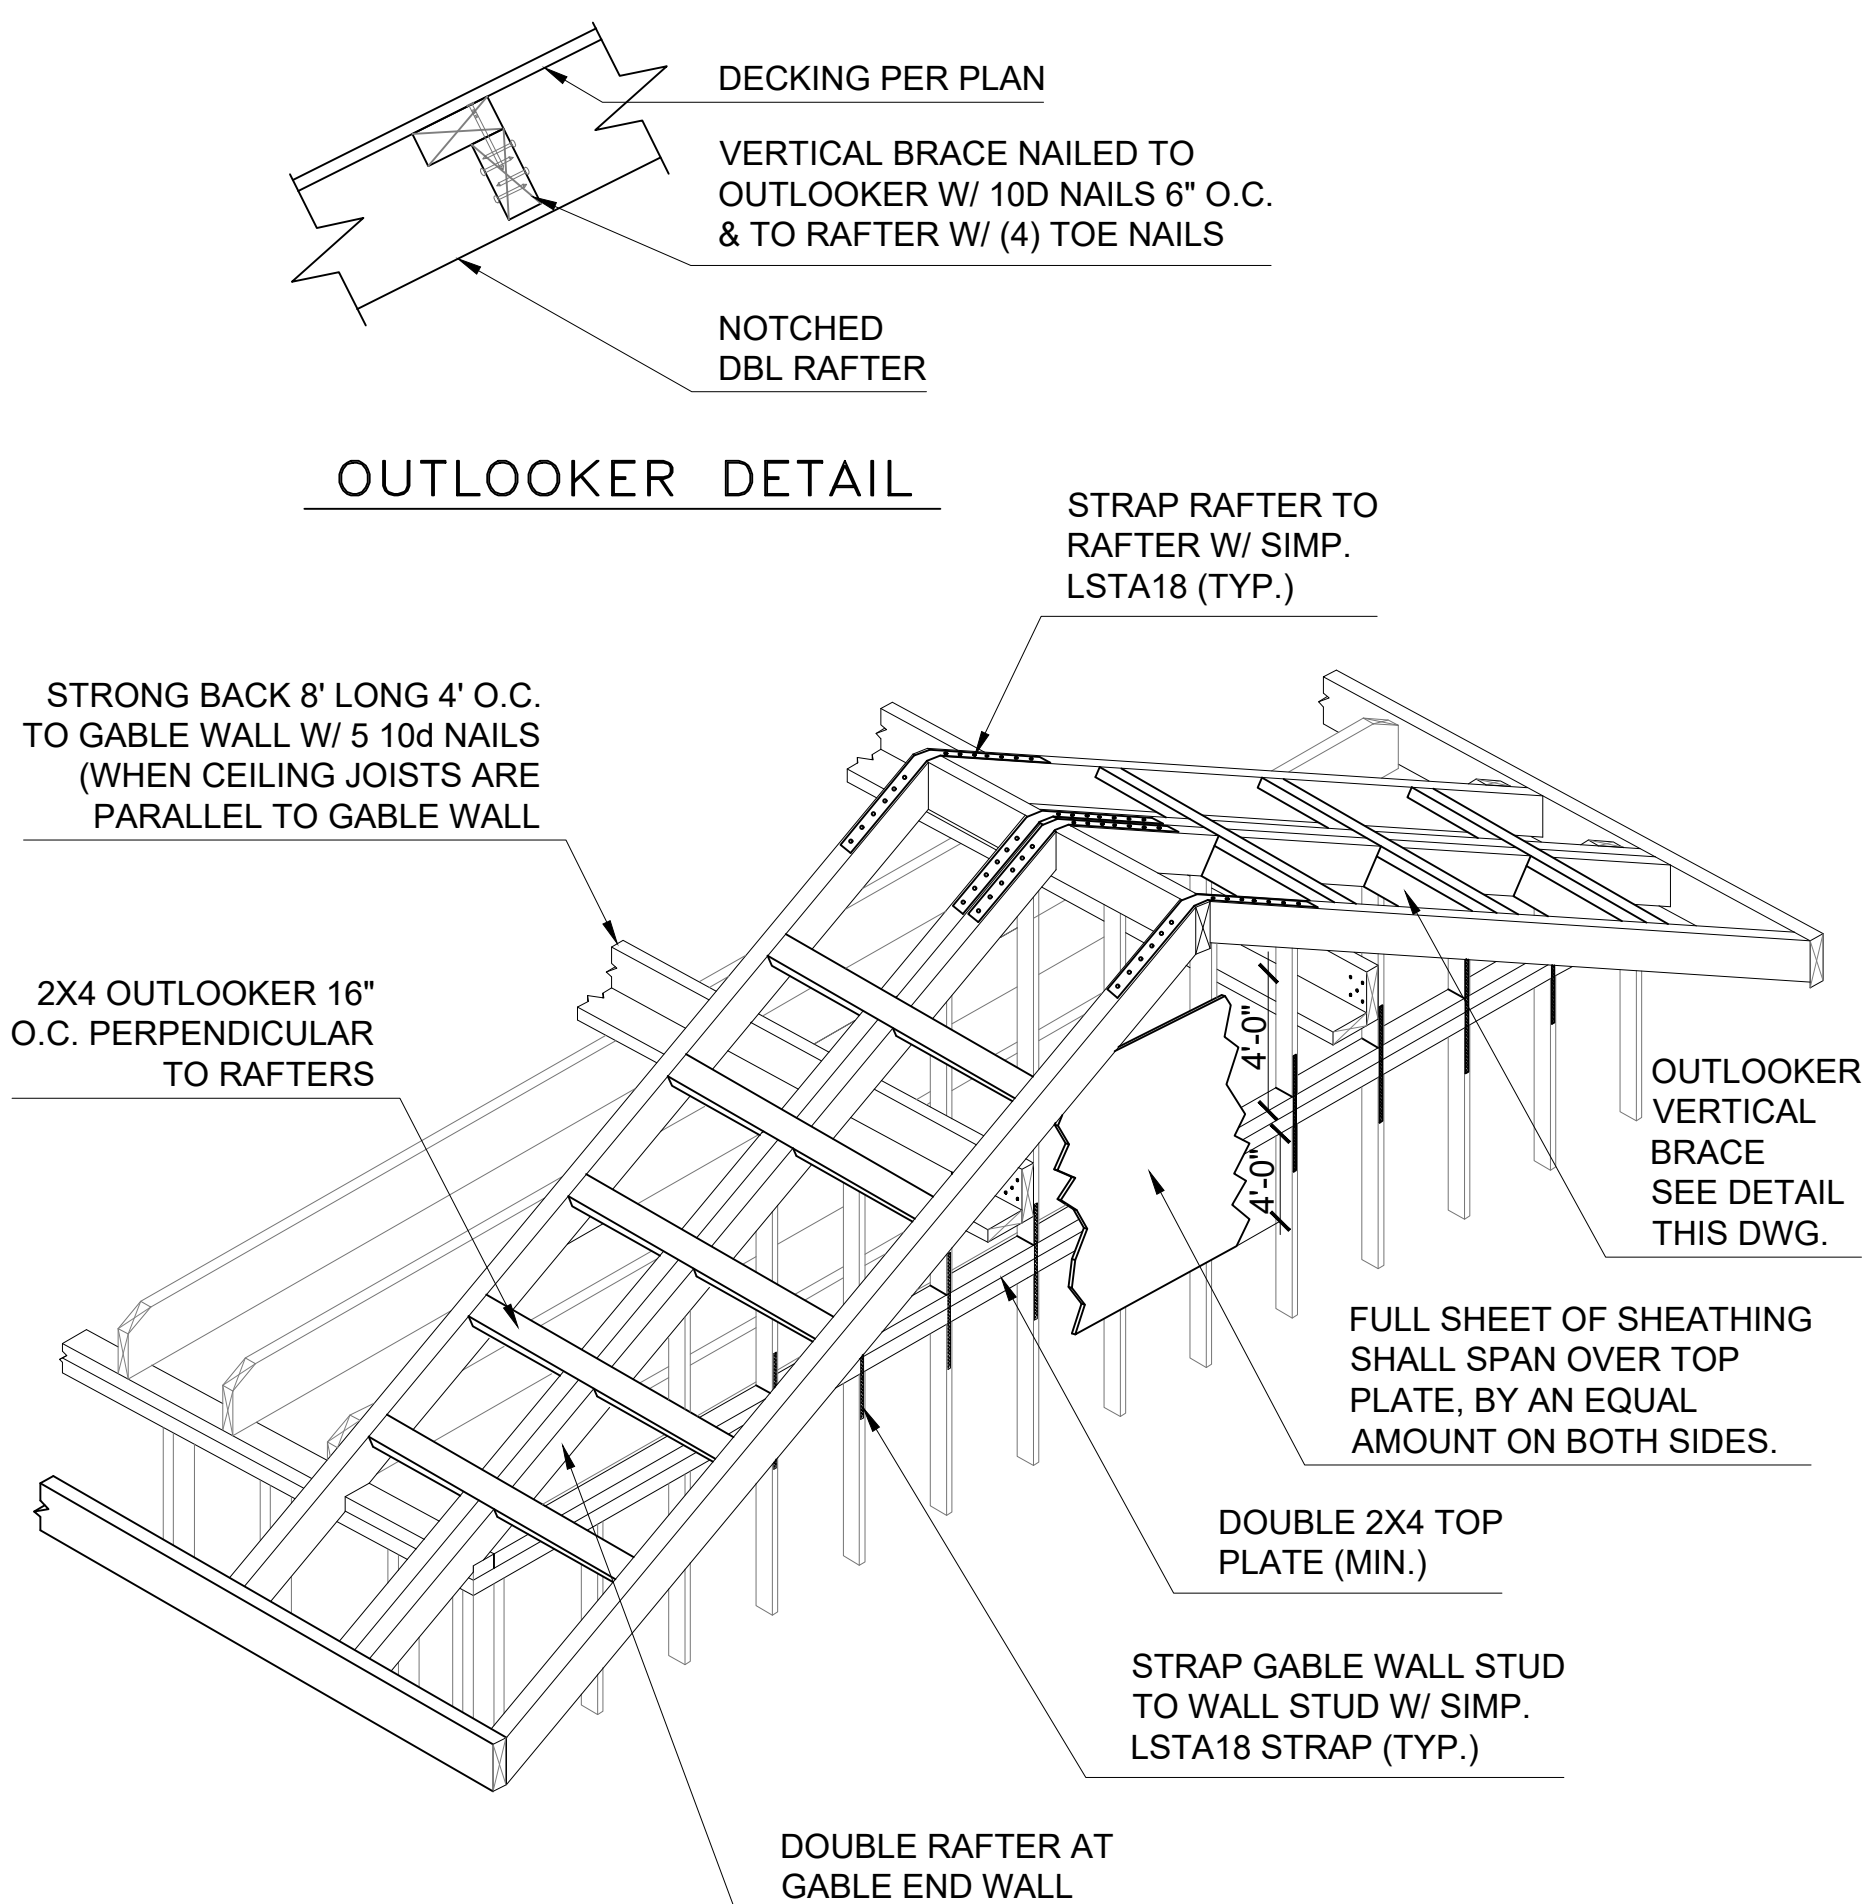 DECKING PER PLAN
VERTICAL BRACE NAILED TO
OUTLOOKER W/ 10D NAILS 6" O.C.
& TO RAFTER W/ (4) TOE NAILS
NOTCHED
DBL RAFTER
OUTLOOKER DETAIL
STRAP RAFTER TO
RAFTER W/ SIMP.
LSTA18 (TYP.)
STRONG BACK 8' LONG 4' O.C.
TO GABLE WALL W/ 5 10d NAILS
(WHEN CEILING JOISTS ARE
PARALLEL TO GABLE WALL
2X4 OUTLOOKER 16"
O.C. PERPENDICULAR
TO RAFTERS
4'-0"
4'-0"
OUTLOOKER
VERTICAL
BRACE
SEE DETAIL
THIS DWG.
FULL SHEET OF SHEATHING
SHALL SPAN OVER TOP
PLATE, BY AN EQUAL
AMOUNT ON BOTH SIDES.
DOUBLE 2X4 TOP
PLATE (MIN.)
STRAP GABLE WALL STUD
TO WALL STUD W/ SIMP.
LSTA18 STRAP (TYP.)
DOUBLE RAFTER AT
GABLE END WALL